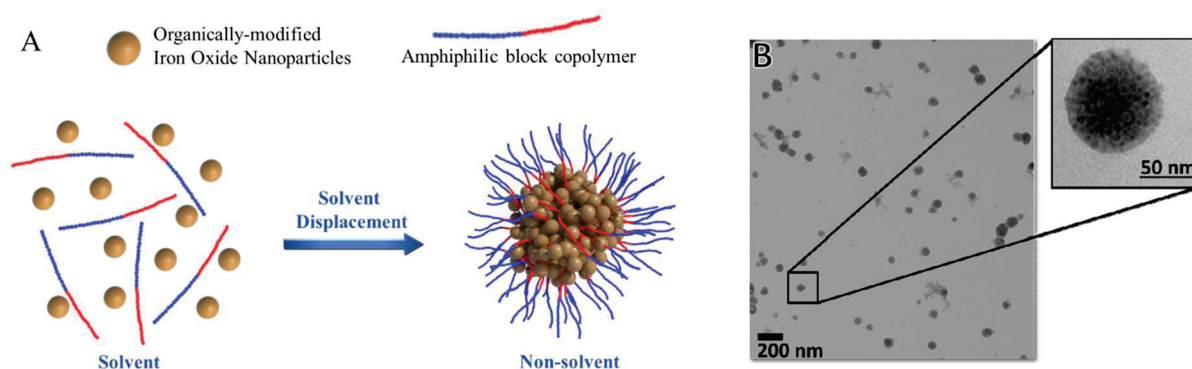 A
Organically-modified
Iron Oxide Nanoparticles
Amphiphilic block copolymer
Solvent
Displacement
Solvent
Non-solvent
B
50 nm
200 nm